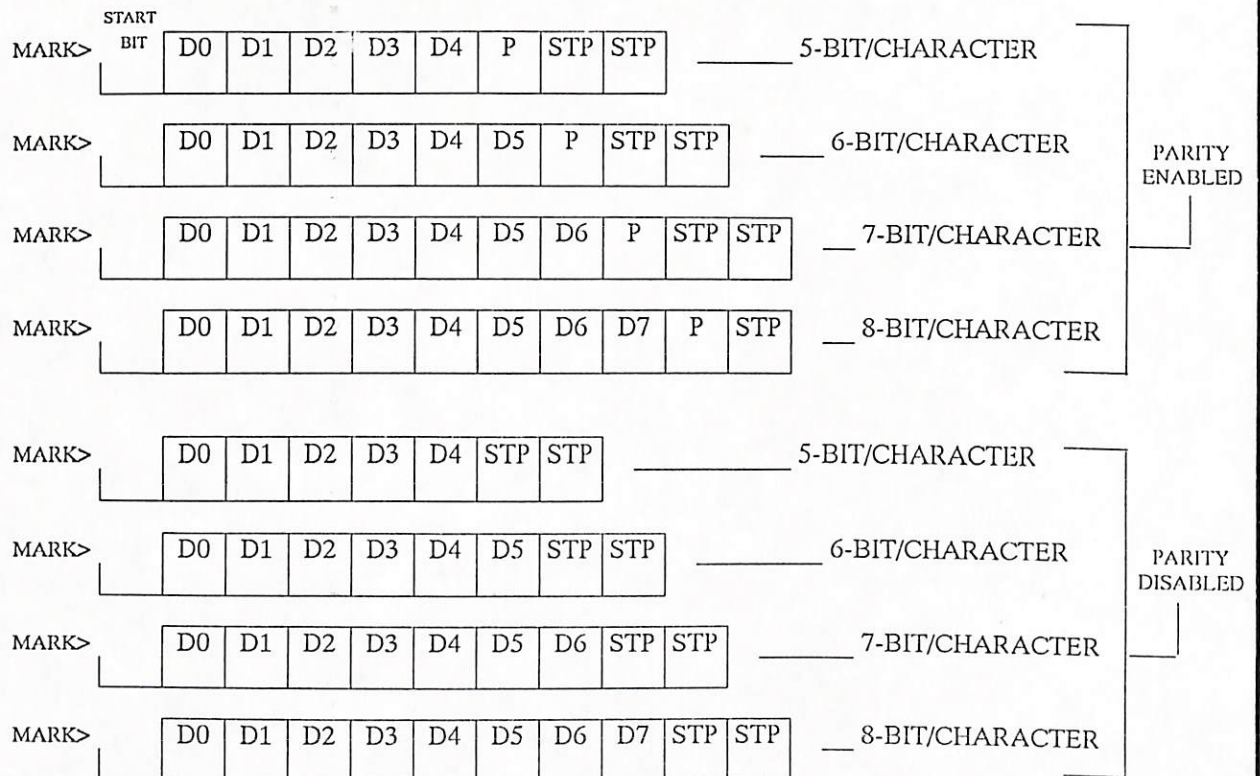 START
MARK> BIT D0 D1 D2 D3 D4 P STP STP 5-BIT/CHARACTER
MARK> D0 D1 D2 D3 D4 D5 P STP STP 6-BIT/CHARACTER
PARITY
ENABLED
MARK> D0 D1 D2 D3 D4 D5 D6 P STP STP 7-BIT/CHARACTER
MARK> D0 D1 D2 D3 D4 D5 D6 D7 P STP 8-BIT/CHARACTER
MARK> D0 D1 D2 D3 D4 STP STP 5-BIT/CHARACTER
MARK> D0 D1 D2 D3 D4 D5 STP STP 6-BIT/CHARACTER
PARITY
DISABLED
MARK> D0 D1 D2 D3 D4 D5 D6 STP STP 7-BIT/CHARACTER
MARK> D0 D1 D2 D3 D4 D5 D6 D7 STP STP 8-BIT/CHARACTER